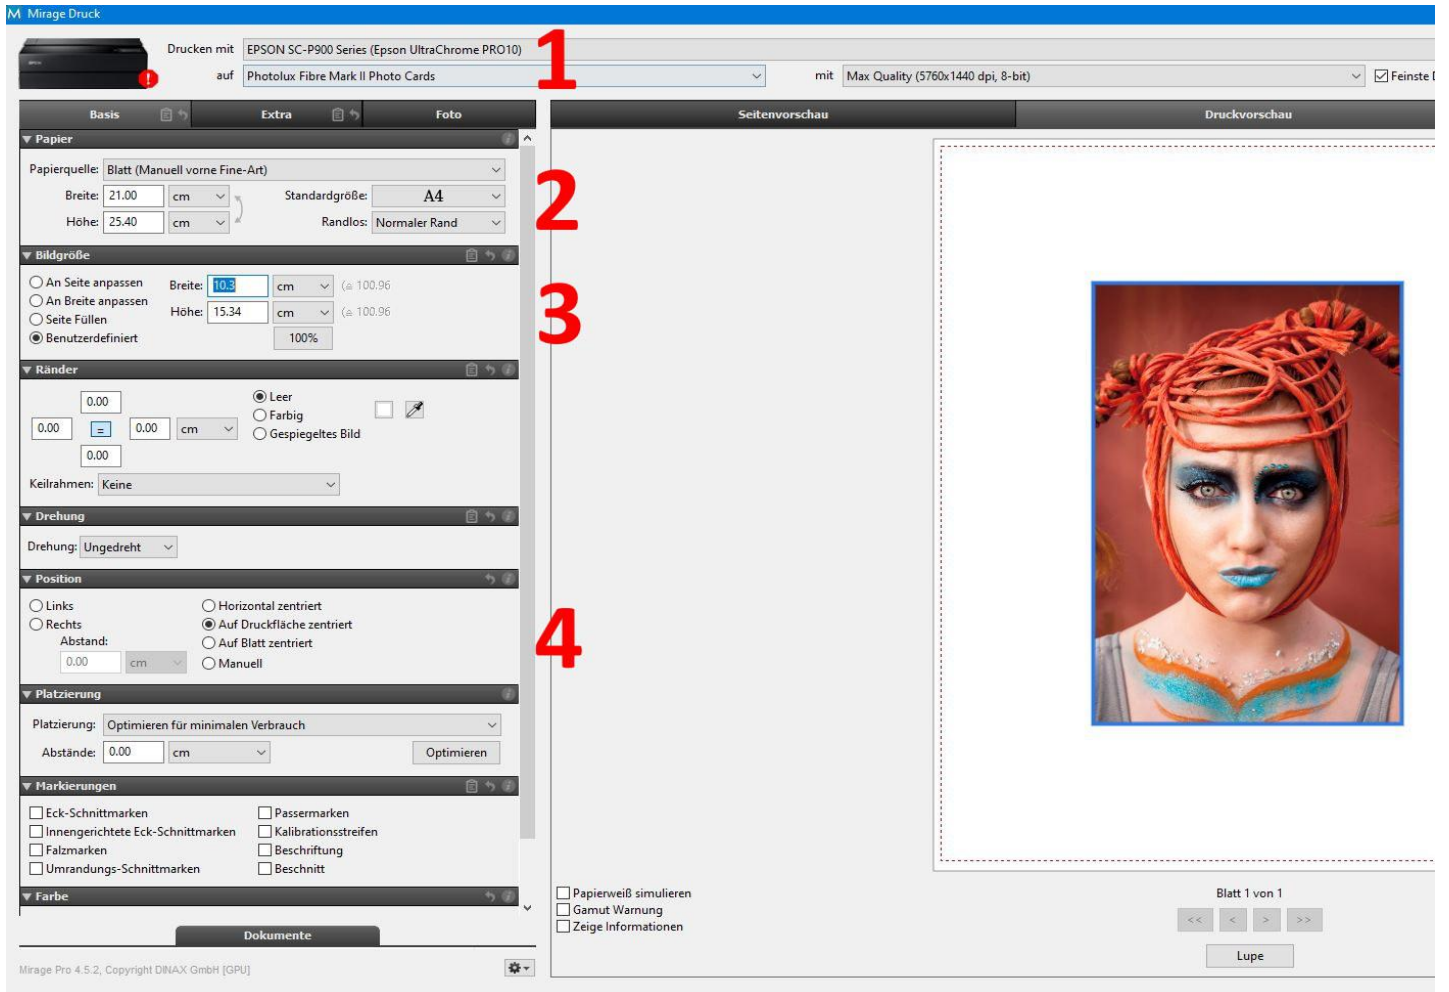 M Mirage Druck
Drucken mit EPSON SC-P900 Series (Epson UltraChrome PRO10)
1
auf Photolux Fibre Mark II Photo Cards mit Max Quality (5760x1440 dpi, 8-bit) Feinste
Basis Extra Foto Seitenvorschau Druckvorschau
Papier
Papierquelle: Blatt (Manuell vorne Fine-Art)
2
Breite: 21.00 cm Standardgröße: A4
Höhe: 25.40 cm Randlos: Normaler Rand
Bildgröße
An Seite anpassen Breite: 10.3 cm (≙ 100.96
An Breite anpassen
3
Höhe: 15.34 cm (≙ 100.96
Seite Füllen
Benutzerdefiniert 100%
Ränder
0.00 Leer
Farbig
0.00 = 0.00 cm Gespiegeltes Bild
0.00
Keilrahmen: Keine
Drehung
Drehung: Ungedreht
Position
Links Horizontal zentriert
Rechts Auf Druckfläche zentriert
4
Abstand: Auf Blatt zentriert
0.00 cm Manuell
Platzierung
Platzierung: Optimieren für minimalen Verbrauch
Abstände: 0.00 cm Optimieren
Markierungen
Eck-Schnittmarken Passermarken
Innengerichtete Eck-Schnittmarken Kalibrationsstreifen
Falzmarken Beschriftung
Umrandungs-Schnittmarken Beschnitt
Farbe
Papierweiß simulieren
Gamut Warnung
Zeige Informationen
Blatt 1 von 1
<< < > >>
Lupe
Dokumente
Mirage Pro 4.5.2, Copyright DINAX GmbH [GPU]